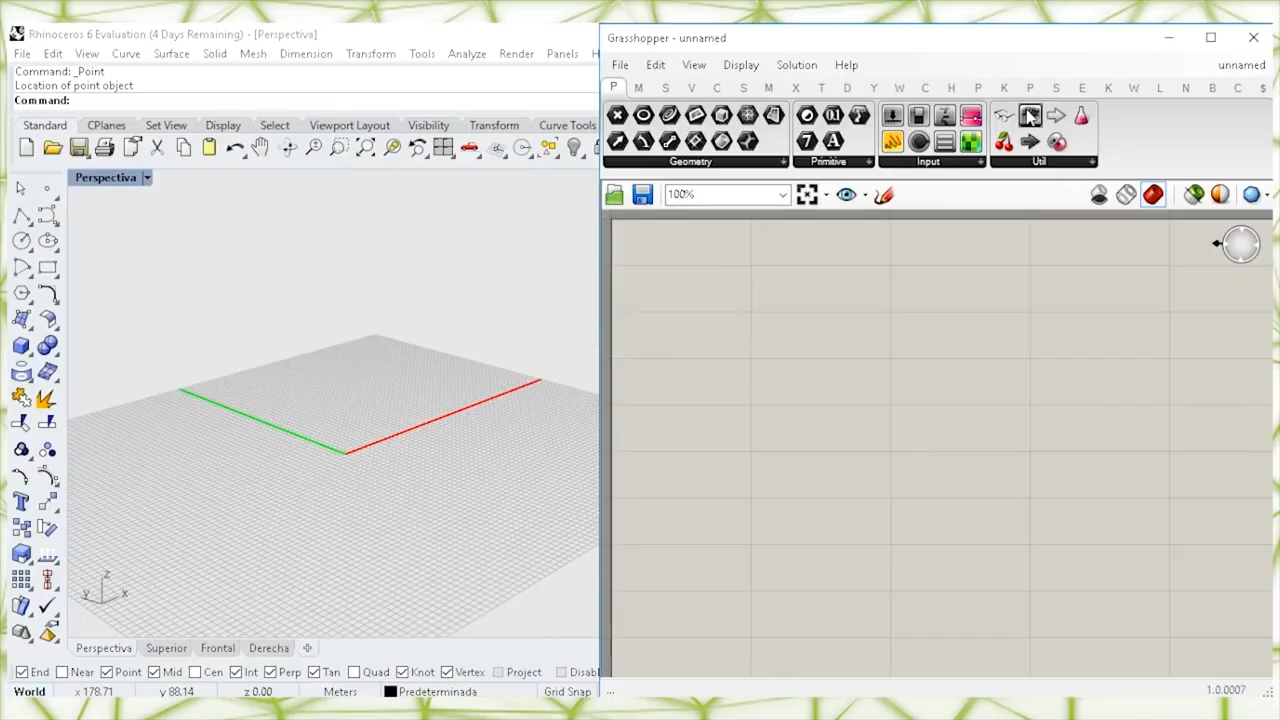 Rhinoceros 6 Evaluation (4 Days Remaining) - [Perspectiva]
File Edit View Curve Surface Solid Mesh Dimension Transform Tools Analyze Render Panels H
Command: _Point
Location of point object
Command:
Standard CPlanes Set View Display Select Viewport Layout Visibility Transform Curve Tools
Perspectiva
z
y x
Perspectiva Superior Frontal Derecha
End Near Point Mid Cen Int Perp Tan Quad Knot Vertex Project Disabl
World x 178.71 y 88.14 z 0.00 Meters Predeterminada Grid Snap
Grasshopper - unnamed
File Edit View Display Solution Help unnamed
P M S V C S M X T D Y W C H P K T S E K W L W B C $
Geometry Primitive Input Util
100%
... 1.0.0007